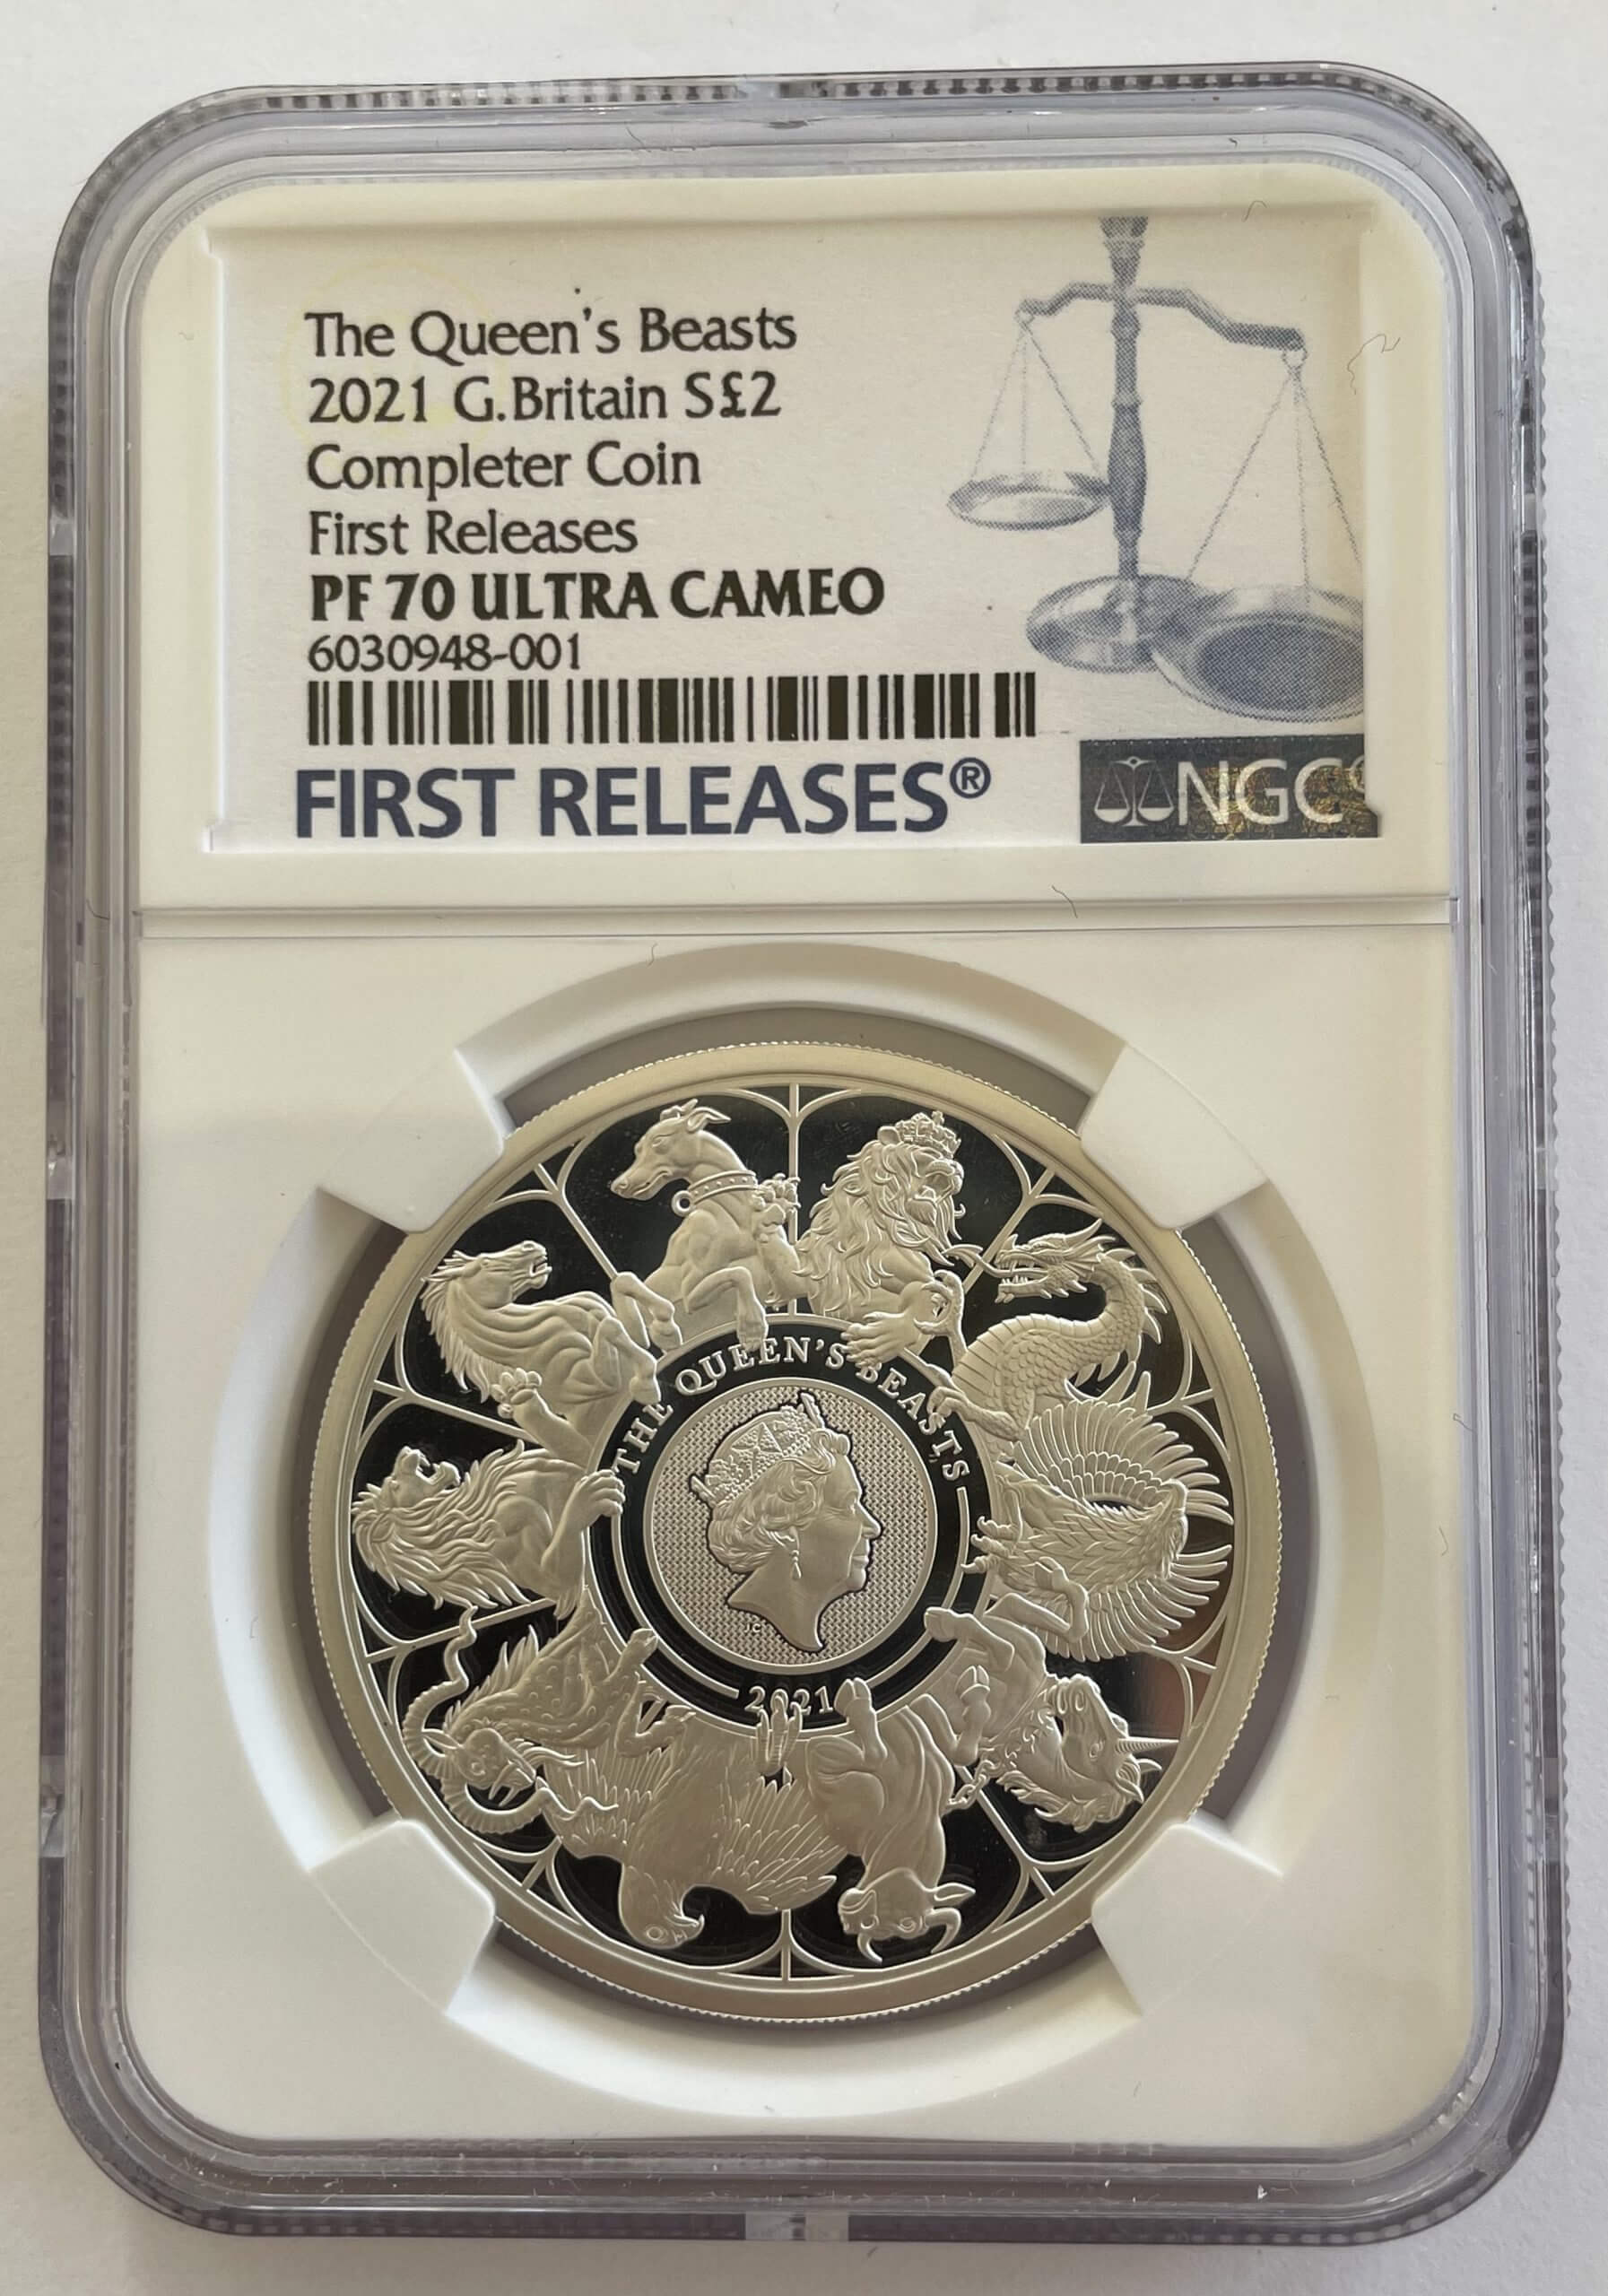 The Queen's Beasts
2021 G.Britain S£2
Completer Coin
First Releases
PF 70 ULTRA CAMEO
6030948-001
FIRST RELEASES®
NGC
THE QUEEN'S BEASTS
JC
2021